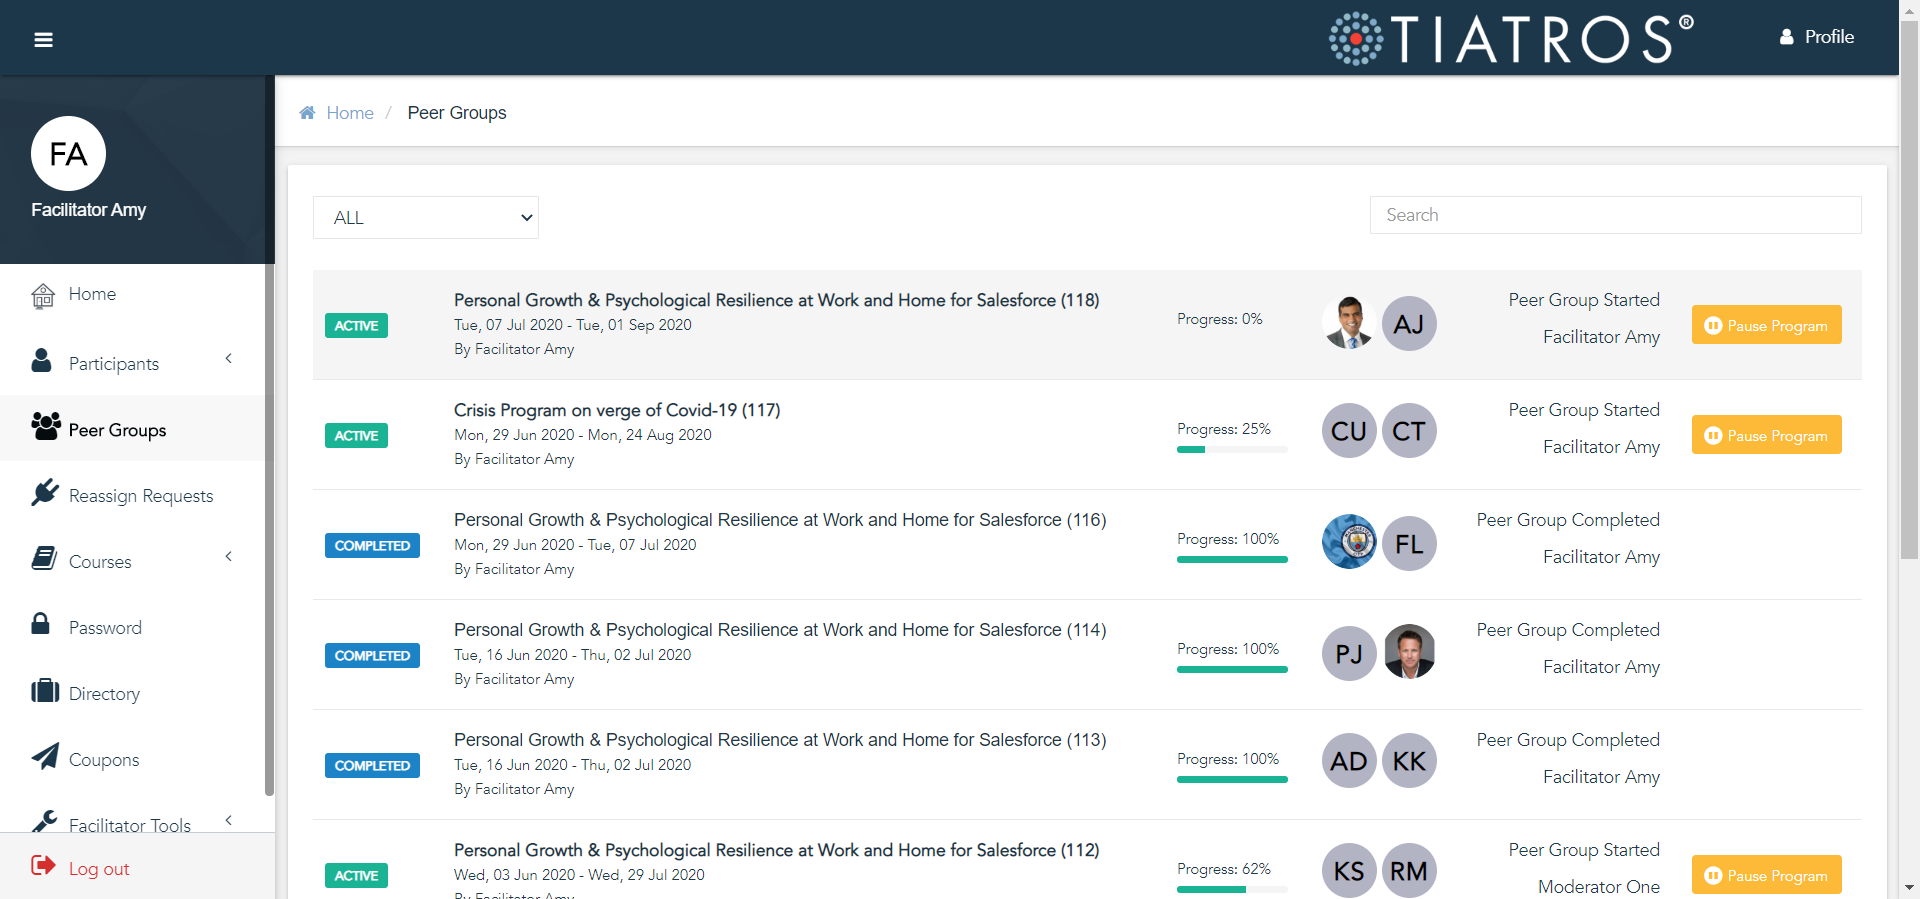 TIATROS®
Profile
FA
Facilitator Amy
Home
Participants
Peer Groups
Reassign Requests
Courses
Password
Directory
Coupons
Facilitator Tools
Log out
Home / Peer Groups
ALL
Search
ACTIVE
Personal Growth & Psychological Resilience at Work and Home for Salesforce (118)
Tue, 07 Jul 2020 - Tue, 01 Sep 2020
By Facilitator Amy
Progress: 0%
AJ
Peer Group Started
Facilitator Amy
Pause Program
ACTIVE
Crisis Program on verge of Covid-19 (117)
Mon, 29 Jun 2020 - Mon, 24 Aug 2020
By Facilitator Amy
Progress: 25%
CU CT
Peer Group Started
Facilitator Amy
Pause Program
COMPLETED
Personal Growth & Psychological Resilience at Work and Home for Salesforce (116)
Mon, 29 Jun 2020 - Tue, 07 Jul 2020
By Facilitator Amy
Progress: 100%
FL
Peer Group Completed
Facilitator Amy
COMPLETED
Personal Growth & Psychological Resilience at Work and Home for Salesforce (114)
Tue, 16 Jun 2020 - Thu, 02 Jul 2020
By Facilitator Amy
Progress: 100%
PJ
Peer Group Completed
Facilitator Amy
COMPLETED
Personal Growth & Psychological Resilience at Work and Home for Salesforce (113)
Tue, 16 Jun 2020 - Thu, 02 Jul 2020
By Facilitator Amy
Progress: 100%
AD KK
Peer Group Completed
Facilitator Amy
ACTIVE
Personal Growth & Psychological Resilience at Work and Home for Salesforce (112)
Wed, 03 Jun 2020 - Wed, 29 Jul 2020
By Facilitator Amy
Progress: 62%
KS RM
Peer Group Started
Moderator One
Pause Program